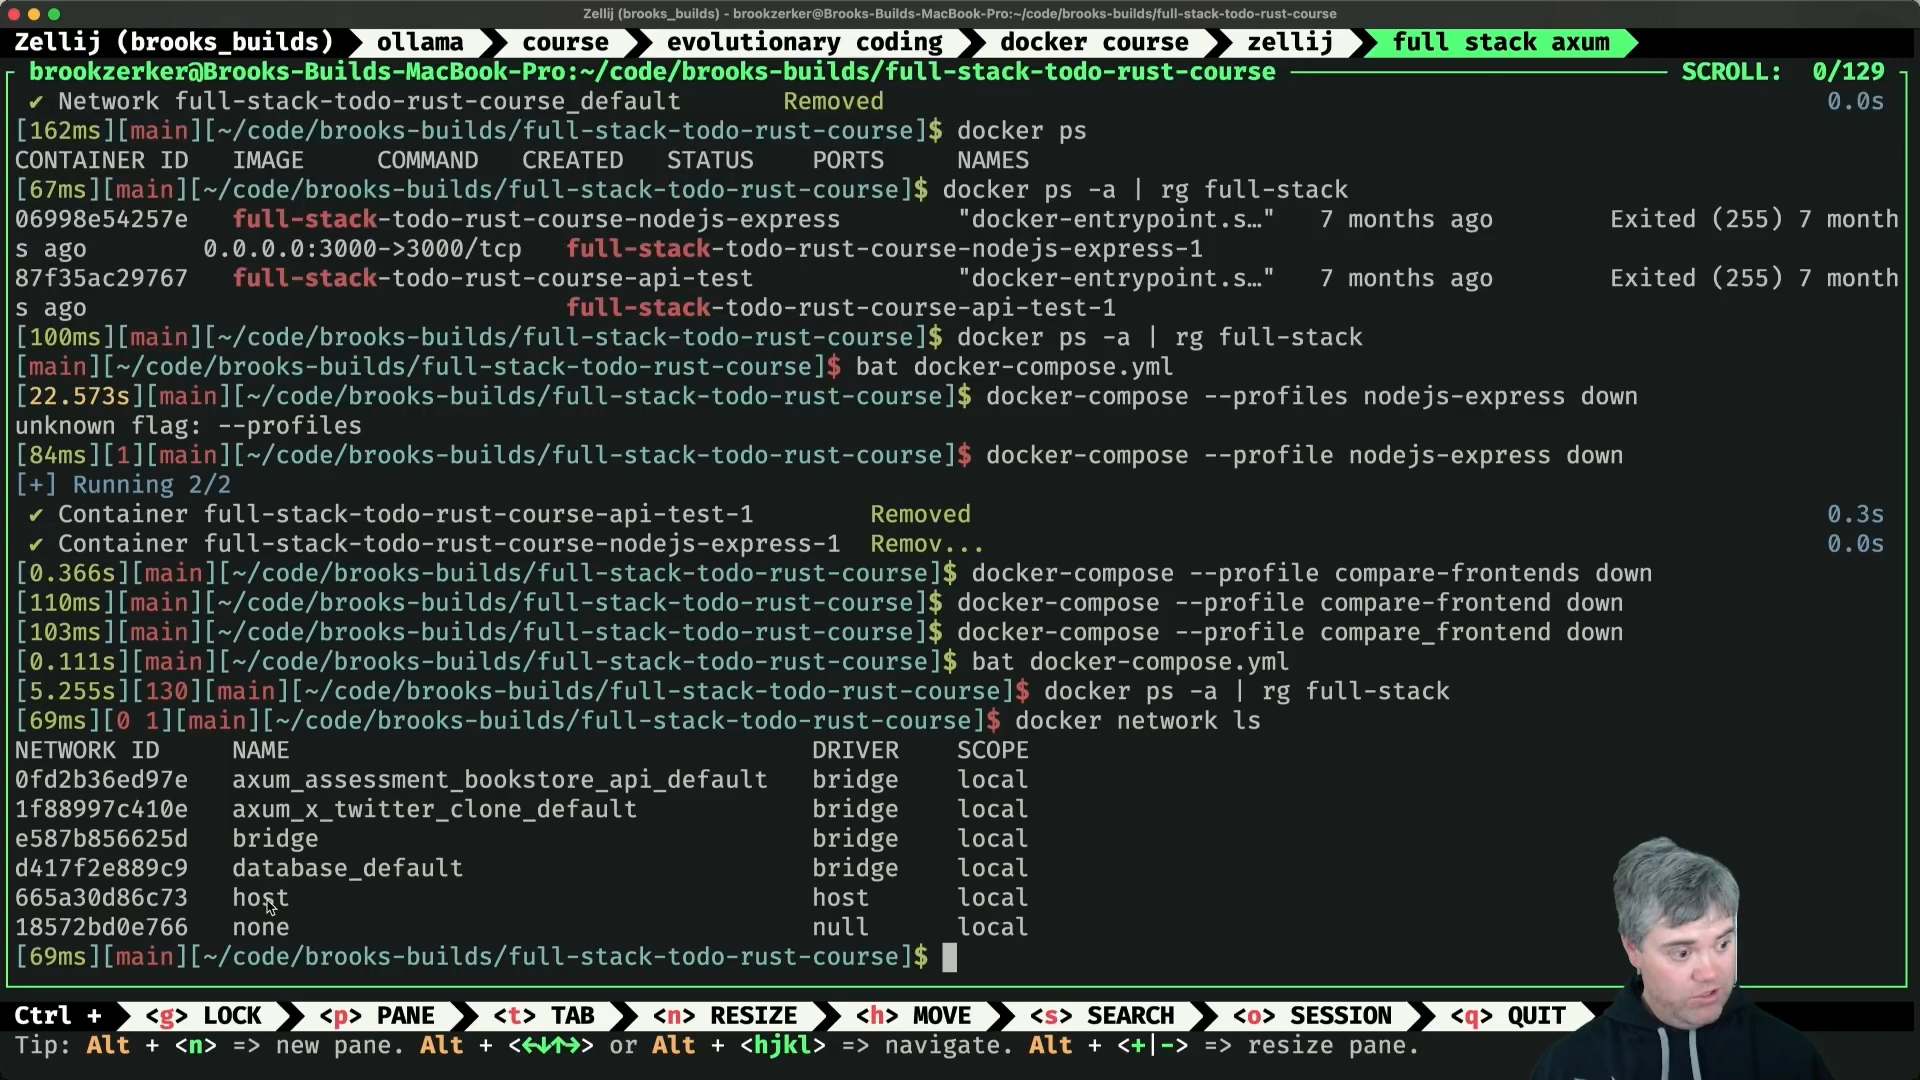 Zellij (brooks_builds) - brookzerker@Brooks-Builds-MacBook-Pro:~/code/brooks-builds/full-stack-todo-rust-course
Zellij (brooks_builds) ollama course evolutionary coding docker course zellij full stack axum
brookzerker@Brooks-Builds-MacBook-Pro:~/code/brooks-builds/full-stack-todo-rust-course SCROLL: 0/129
✔ Network full-stack-todo-rust-course_default Removed 0.0s
[162ms][main][~/code/brooks-builds/full-stack-todo-rust-course]$ docker ps
CONTAINER ID IMAGE COMMAND CREATED STATUS PORTS NAMES
[67ms][main][~/code/brooks-builds/full-stack-todo-rust-course]$ docker ps -a | rg full-stack
06998e54257e full-stack-todo-rust-course-nodejs-express "docker-entrypoint.s…" 7 months ago Exited (255) 7 month
s ago 0.0.0.0:3000->3000/tcp full-stack-todo-rust-course-nodejs-express-1
87f35ac29767 full-stack-todo-rust-course-api-test "docker-entrypoint.s…" 7 months ago Exited (255) 7 month
s ago full-stack-todo-rust-course-api-test-1
[100ms][main][~/code/brooks-builds/full-stack-todo-rust-course]$ docker ps -a | rg full-stack
[main][~/code/brooks-builds/full-stack-todo-rust-course]$ bat docker-compose.yml
[22.573s][main][~/code/brooks-builds/full-stack-todo-rust-course]$ docker-compose --profiles nodejs-express down
unknown flag: --profiles
[84ms][1][main][~/code/brooks-builds/full-stack-todo-rust-course]$ docker-compose --profile nodejs-express down
[+] Running 2/2
✔ Container full-stack-todo-rust-course-api-test-1 Removed 0.3s
✔ Container full-stack-todo-rust-course-nodejs-express-1 Remov... 0.0s
[0.366s][main][~/code/brooks-builds/full-stack-todo-rust-course]$ docker-compose --profile compare-frontends down
[110ms][main][~/code/brooks-builds/full-stack-todo-rust-course]$ docker-compose --profile compare-frontend down
[103ms][main][~/code/brooks-builds/full-stack-todo-rust-course]$ docker-compose --profile compare_frontend down
[0.111s][main][~/code/brooks-builds/full-stack-todo-rust-course]$ bat docker-compose.yml
[5.255s][130][main][~/code/brooks-builds/full-stack-todo-rust-course]$ docker ps -a | rg full-stack
[69ms][0 1][main][~/code/brooks-builds/full-stack-todo-rust-course]$ docker network ls
NETWORK ID NAME DRIVER SCOPE
0fd2b36ed97e axum_assessment_bookstore_api_default bridge local
1f88997c410e axum_x_twitter_clone_default bridge local
e587b856625d bridge bridge local
d417f2e889c9 database_default bridge local
665a30d86c73 host host local
18572bd0e766 none null local
[69ms][main][~/code/brooks-builds/full-stack-todo-rust-course]$
Ctrl + <g> LOCK <p> PANE <t> TAB <n> RESIZE <h> MOVE <s> SEARCH <o> SESSION <q> QUIT
Tip: Alt + <n> => new pane. Alt + <←↓↑→> or Alt + <hjkl> => navigate. Alt + <+|-> => resize pane.